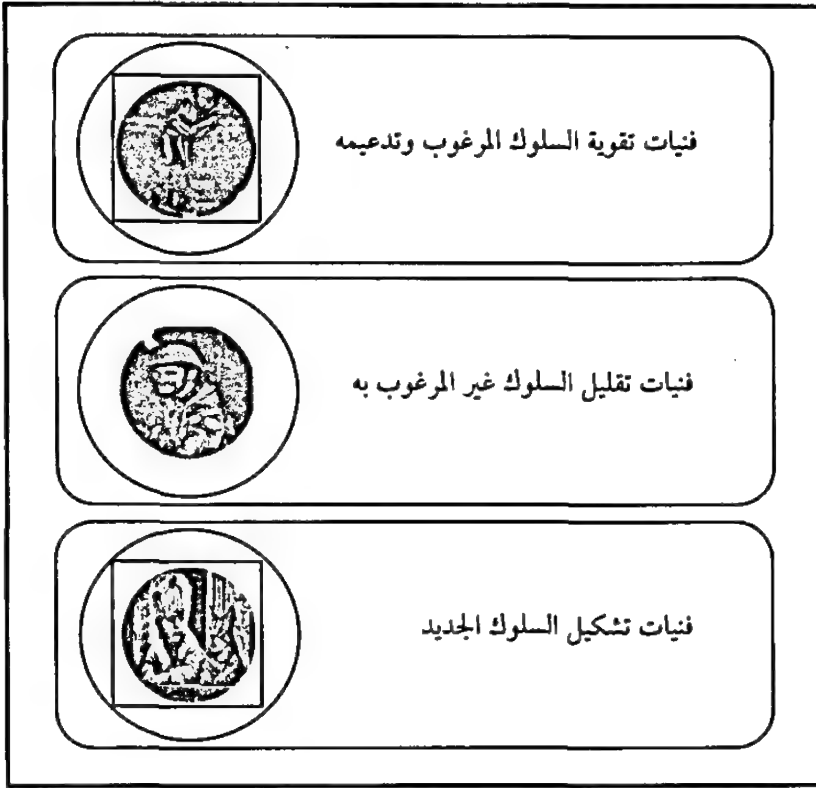 فنيات تقوية السلوك المرغوب وتدعيمه
فنيات تقليل السلوك غير المرغوب به
فنيات تشكيل السلوك الجديد